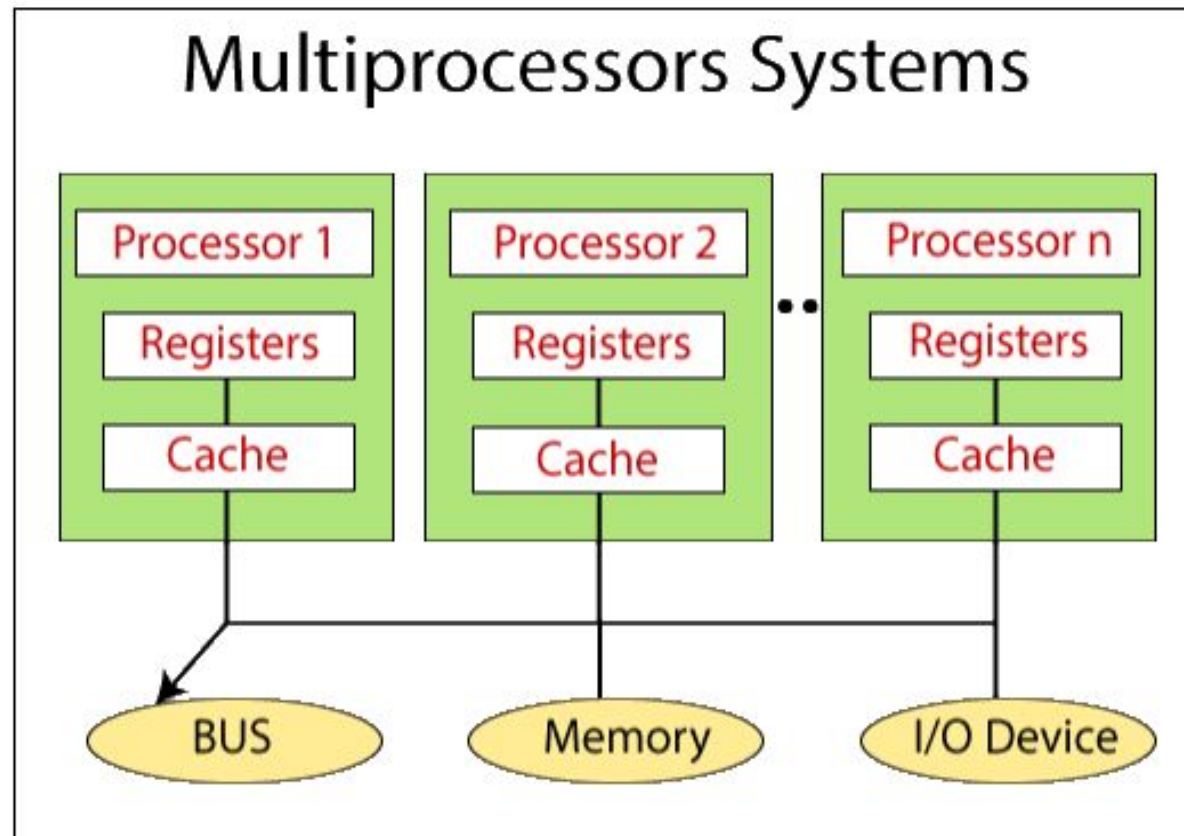 Multiprocessors Systems
Processor 1
Registers
Cache
Processor 2
Registers
Cache
Processor n
Registers
Cache
BUS
Memory
I/O Device